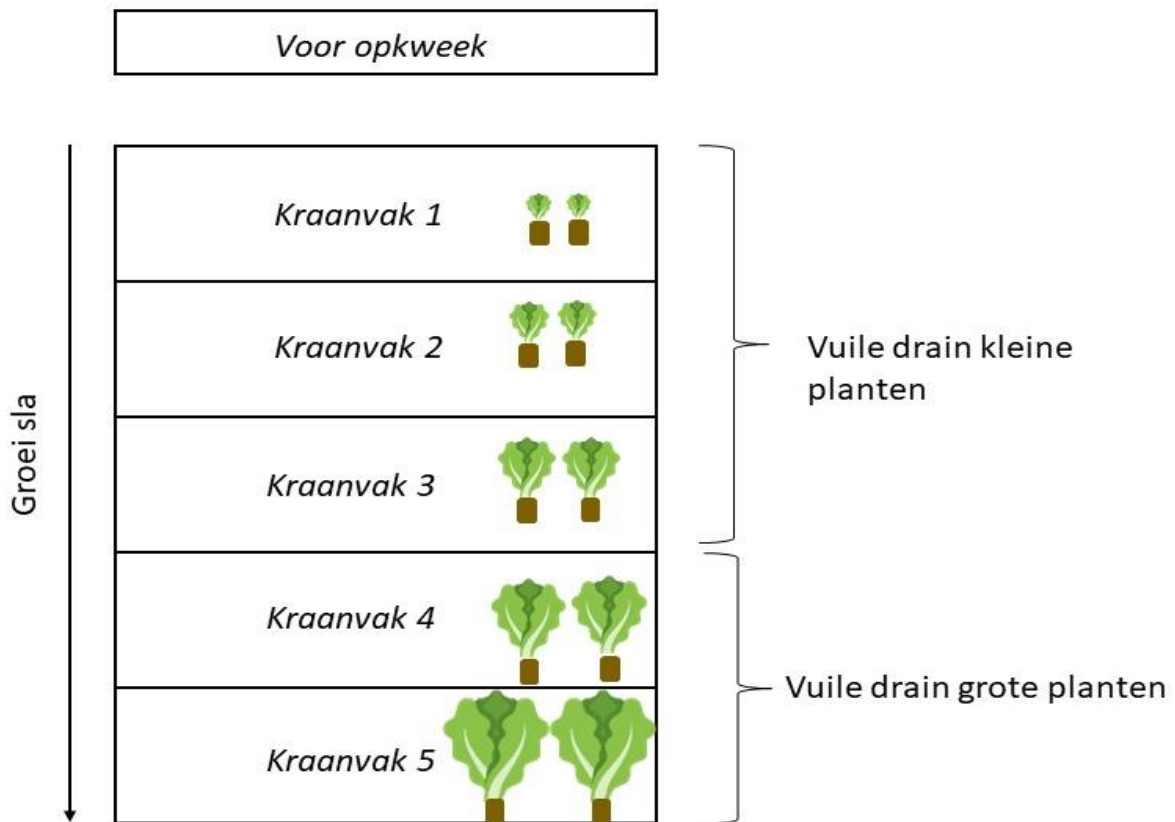 Voor opkweek
Kraanvak 1
Kraanvak 2
Kraanvak 3
Kraanvak 4
Kraanvak 5
Groei sla
Vuile drain kleine
planten
Vuile drain grote planten